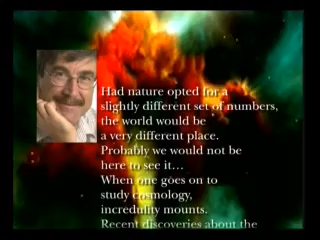 Had nature opted for a
slightly different set of numbers,
the world would be
a very different place.
Probably we would not be
here to see it…
When one goes on to
study cosmology,
incredulity mounts.
Recent discoveries about the